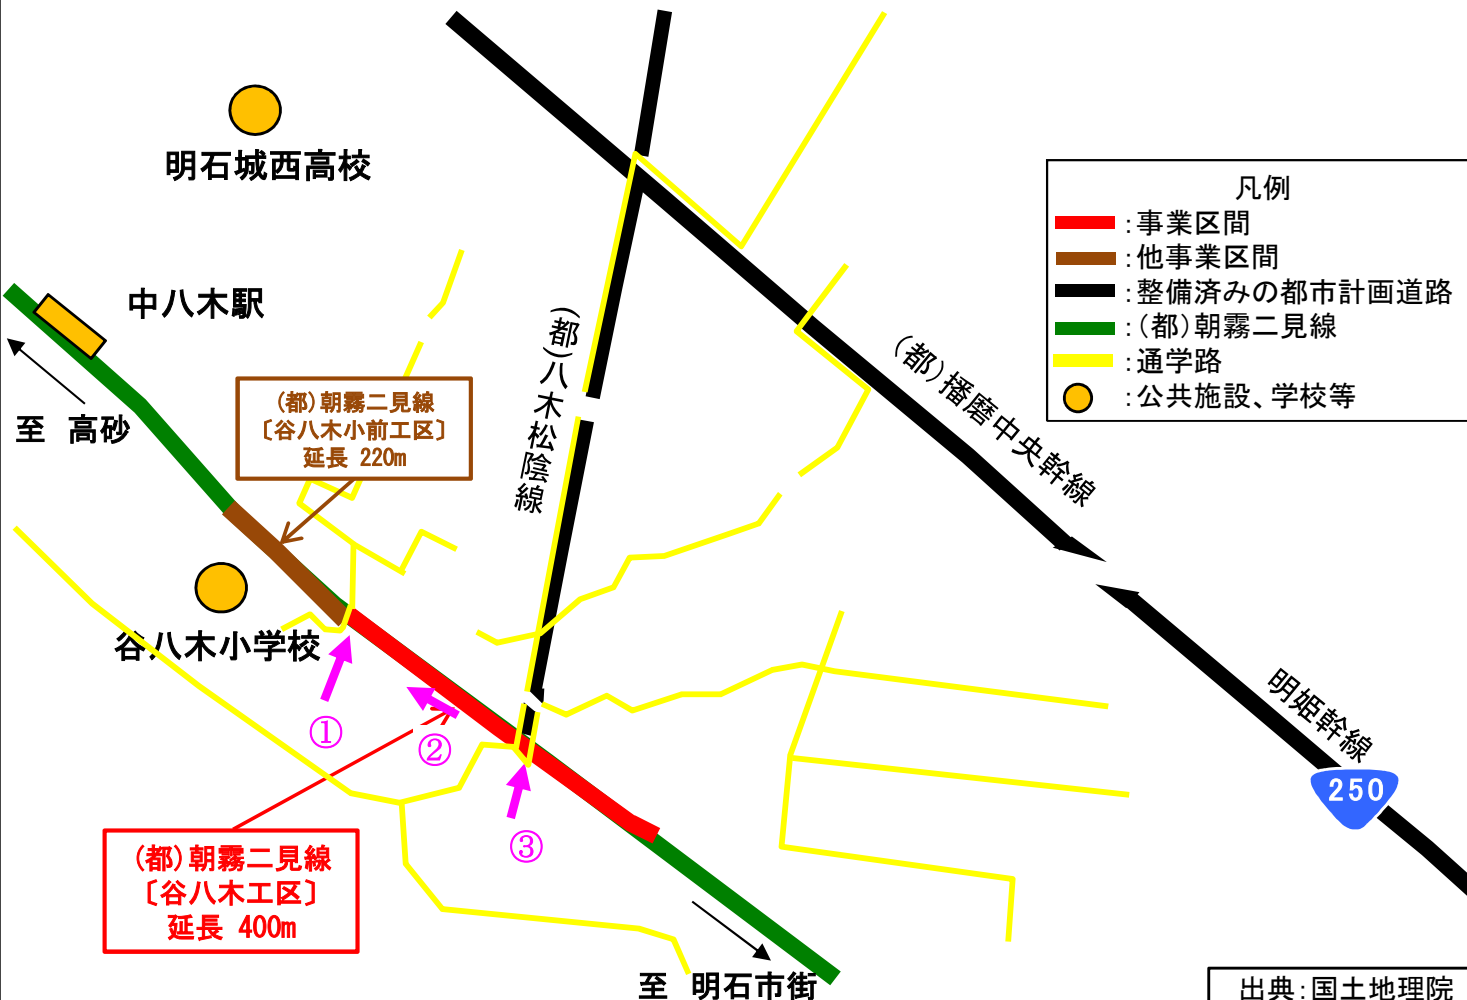 明石城西高校
凡例
:事業区間
:他事業区間
:整備済みの都市計画道路
:(都)朝霧二見線
:通学路
:公共施設、学校等
中八木駅
至 高砂
(都)朝霧二見線
〔谷八木小前工区〕
延長 220m
(都)八木松陰線
(都)播磨中央幹線
谷八木小学校
①
②
③
明姫幹線
250
(都)朝霧二見線
〔谷八木工区〕
延長 400m
至 明石市街
出典:国土地理院